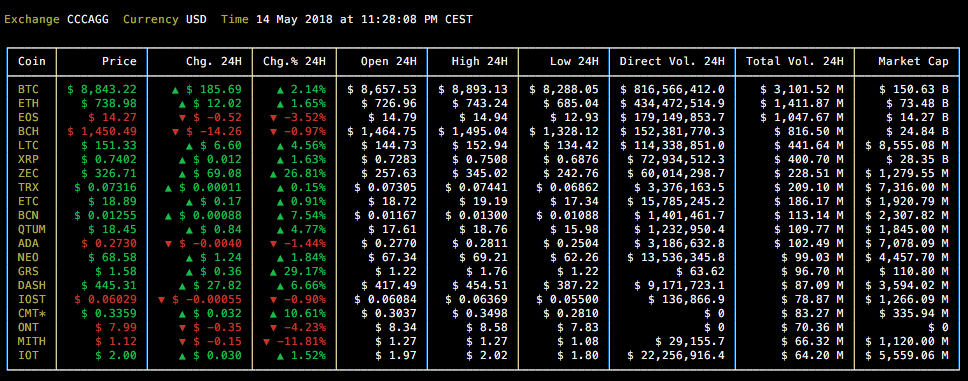 Exchange CCCAGG Currency USD Time 14 May 2018 at 11:28:08 PM CEST
Coin Price Chg. 24H Chg.% 24H Open 24H High 24H Low 24H Direct Vol. 24H Total Vol. 24H Market Cap
BTC $ 8,843.22 ▲ $ 185.69 ▲ 2.14% $ 8,657.53 $ 8,893.13 $ 8,288.05 $ 816,566,412.0 $ 3,101.52 M $ 150.63 B
ETH $ 738.98 ▲ $ 12.02 ▲ 1.65% $ 726.96 $ 743.24 $ 685.04 $ 434,472,514.9 $ 1,411.87 M $ 73.48 B
EOS $ 14.27 ▼ $ -0.52 ▼ -3.52% $ 14.79 $ 14.94 $ 12.93 $ 179,149,853.7 $ 1,047.67 M $ 14.27 B
BCH $ 1,450.49 ▼ $ -14.26 ▼ -0.97% $ 1,464.75 $ 1,495.04 $ 1,328.12 $ 152,381,770.3 $ 816.50 M $ 24.84 B
LTC $ 151.33 ▲ $ 6.60 ▲ 4.56% $ 144.73 $ 152.94 $ 134.42 $ 114,338,851.0 $ 441.64 M $ 8,555.08 M
XRP $ 0.7402 ▲ $ 0.012 ▲ 1.63% $ 0.7283 $ 0.7508 $ 0.6876 $ 72,934,512.3 $ 400.70 M $ 28.35 B
ZEC $ 326.71 ▲ $ 69.08 ▲ 26.81% $ 257.63 $ 345.02 $ 242.76 $ 60,014,298.7 $ 228.51 M $ 1,279.55 M
TRX $ 0.07316 ▲ $ 0.00011 ▲ 0.15% $ 0.07305 $ 0.07441 $ 0.06862 $ 3,376,163.5 $ 209.10 M $ 7,316.00 M
ETC $ 18.89 ▲ $ 0.17 ▲ 0.91% $ 18.72 $ 19.19 $ 17.34 $ 15,785,245.2 $ 186.17 M $ 1,920.79 M
BCN $ 0.01255 ▲ $ 0.00088 ▲ 7.54% $ 0.01167 $ 0.01300 $ 0.01088 $ 1,401,461.7 $ 113.14 M $ 2,307.82 M
QTUM $ 18.45 ▲ $ 0.84 ▲ 4.77% $ 17.61 $ 18.76 $ 15.98 $ 1,232,950.4 $ 109.77 M $ 1,845.00 M
ADA $ 0.2730 ▼ $ -0.0040 ▼ -1.44% $ 0.2770 $ 0.2811 $ 0.2504 $ 3,186,632.8 $ 102.49 M $ 7,078.09 M
NEO $ 68.58 ▲ $ 1.24 ▲ 1.84% $ 67.34 $ 69.21 $ 62.26 $ 13,536,345.8 $ 99.03 M $ 4,457.70 M
GRS $ 1.58 ▲ $ 0.36 ▲ 29.17% $ 1.22 $ 1.76 $ 1.22 $ 63.62 $ 96.70 M $ 110.80 M
DASH $ 445.31 ▲ $ 27.82 ▲ 6.66% $ 417.49 $ 454.51 $ 387.22 $ 9,171,723.1 $ 87.09 M $ 3,594.02 M
IOST $ 0.06029 ▼ $ -0.00055 ▼ -0.90% $ 0.06084 $ 0.06369 $ 0.05500 $ 136,866.9 $ 78.87 M $ 1,266.09 M
CMT* $ 0.3359 ▲ $ 0.032 ▲ 10.61% $ 0.3037 $ 0.3498 $ 0.2810 $ 0 $ 83.27 M $ 335.94 M
ONT $ 7.99 ▼ $ -0.35 ▼ -4.23% $ 8.34 $ 8.58 $ 7.83 $ 0 $ 70.36 M $ 0
MITH $ 1.12 ▼ $ -0.15 ▼ -11.81% $ 1.27 $ 1.27 $ 1.08 $ 29,155.7 $ 66.32 M $ 1,120.00 M
IOT $ 2.00 ▲ $ 0.030 ▲ 1.52% $ 1.97 $ 2.02 $ 1.80 $ 22,256,916.4 $ 64.20 M $ 5,559.06 M